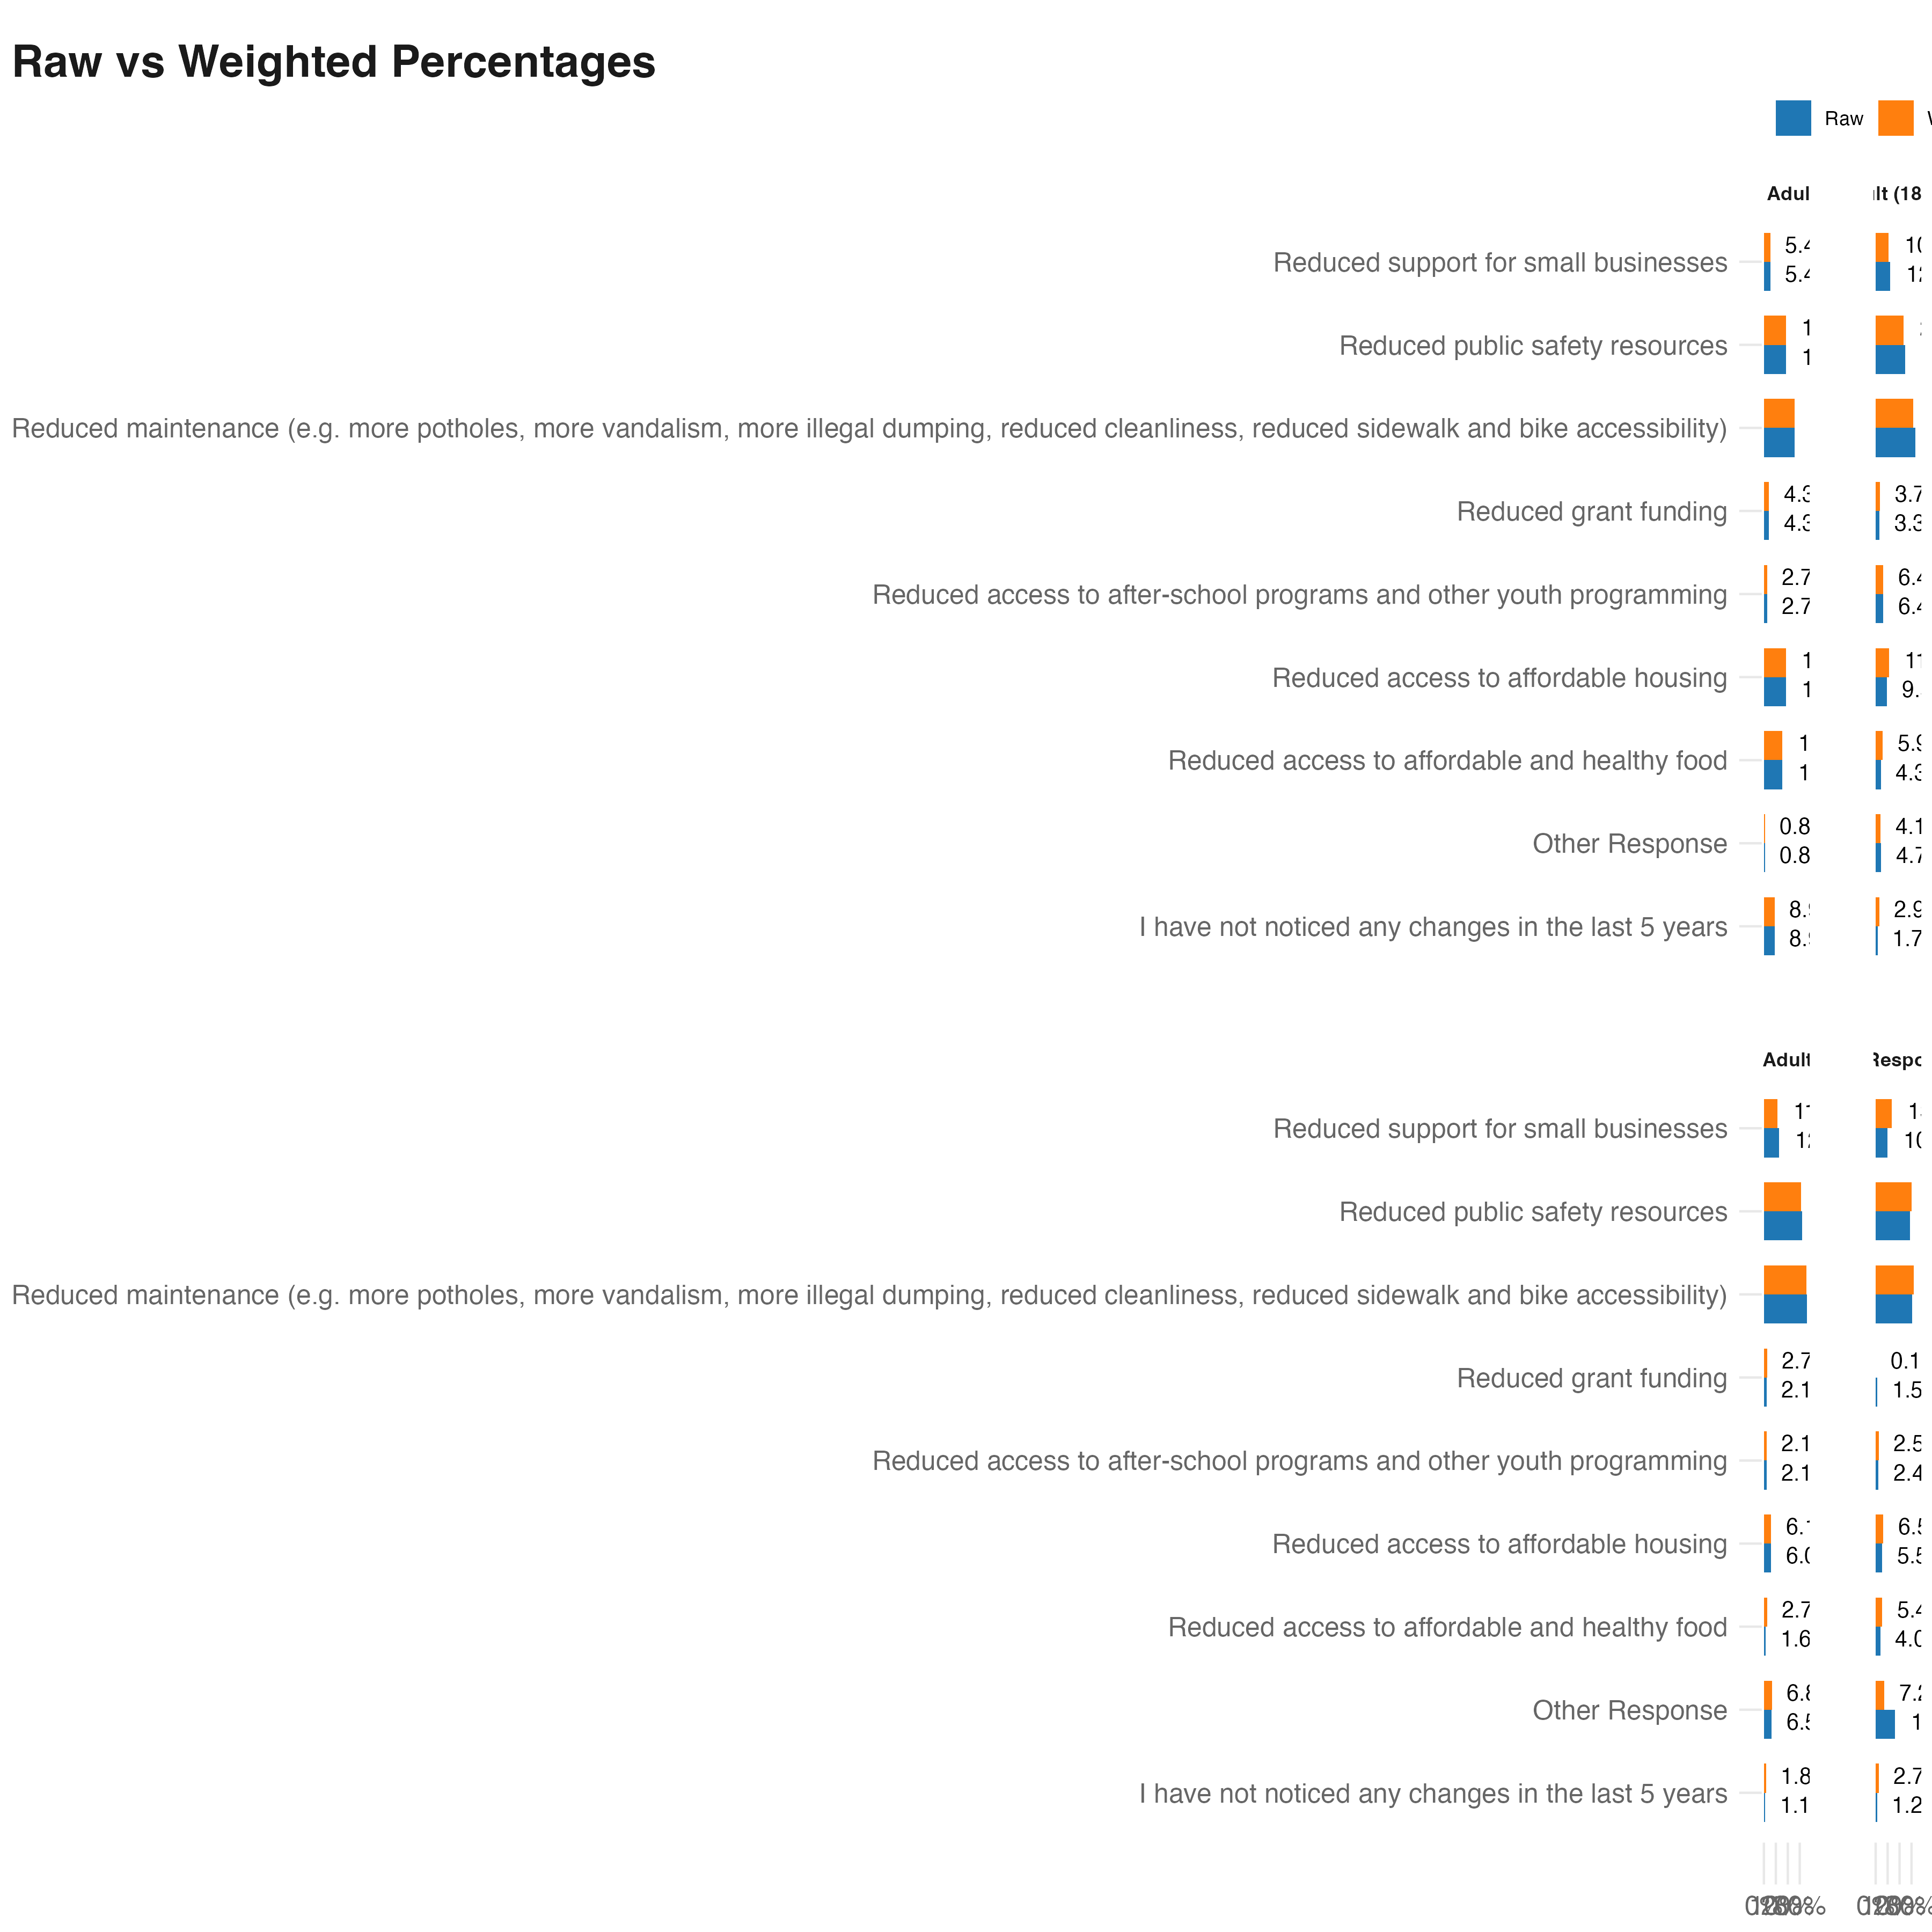 Raw vs Weighted Percentages
Raw
Adul lt (18
Reduced support for small businesses 5.4
5.4
Reduced public safety resources
Reduced maintenance (e.g. more potholes, more vandalism, more illegal dumping, reduced cleanliness, reduced sidewalk and bike accessibility)
Reduced grant funding 4.3 3.7
4.3 3.3
Reduced access to after-school programs and other youth programming 2.7 6.4
2.7 6.4
Reduced access to affordable housing 11
9.
Reduced access to affordable and healthy food 5.9
4.3
Other Response 0.8 4.1
0.8 4.7
I have not noticed any changes in the last 5 years 8.9 2.9
8.9 1.7
Adult Respo
Reduced support for small businesses 11
12 10
Reduced public safety resources
Reduced maintenance (e.g. more potholes, more vandalism, more illegal dumping, reduced cleanliness, reduced sidewalk and bike accessibility)
Reduced grant funding 2.7 0.1
2.1 1.5
Reduced access to after-school programs and other youth programming 2.1 2.5
2.1 2.4
Reduced access to affordable housing 6.1 6.5
6.0 5.5
Reduced access to affordable and healthy food 2.7 5.4
1.6 4.0
Other Response 6.8 7.2
6.5
I have not noticed any changes in the last 5 years 1.8 2.7
1.1 1.2